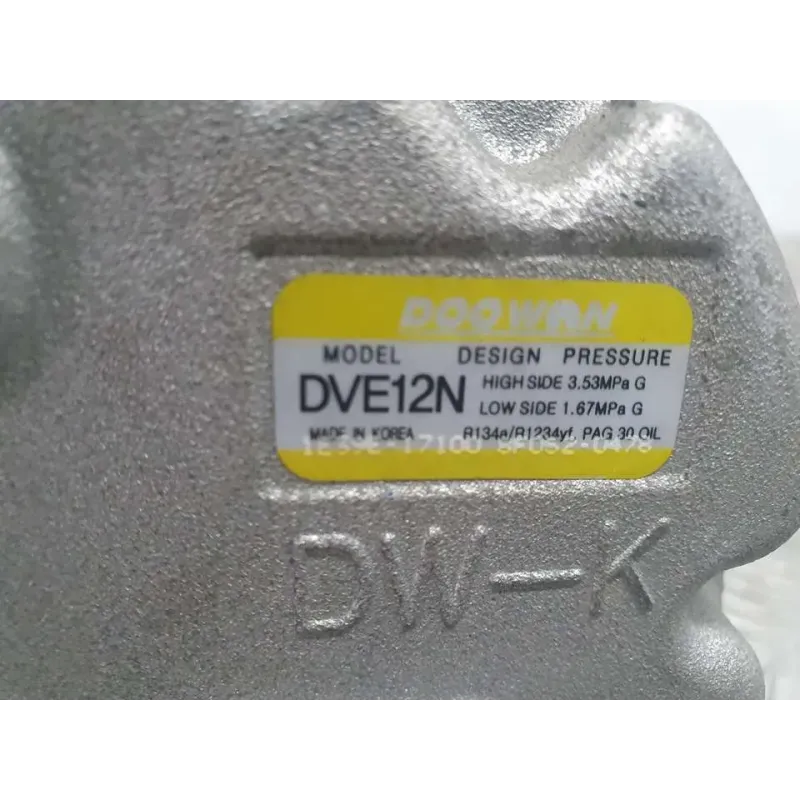 DOOWON
MODEL DESIGN PRESSURE
DVE12N HIGH SIDE 3.53MPa G
LOW SIDE 1.67MPa G
MADE IN KOREA R134a/R1234yf, PAG 30 OIL
DW-K